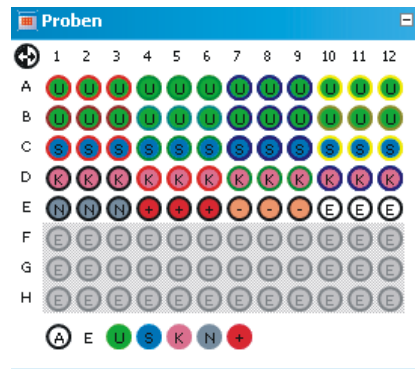 Proben
1 2 3 4 5 6 7 8 9 10 11 12
A U U U U U U U U U U U U
B U U U U U U U U U U U U
C S S S S S S S S S S S S
D K K K K K K K K K K K K
E N N N + + + - - - E E E
F E E E E E E E E E E E E
G E E E E E E E E E E E E
H E E E E E E E E E E E E
A E U S K N +